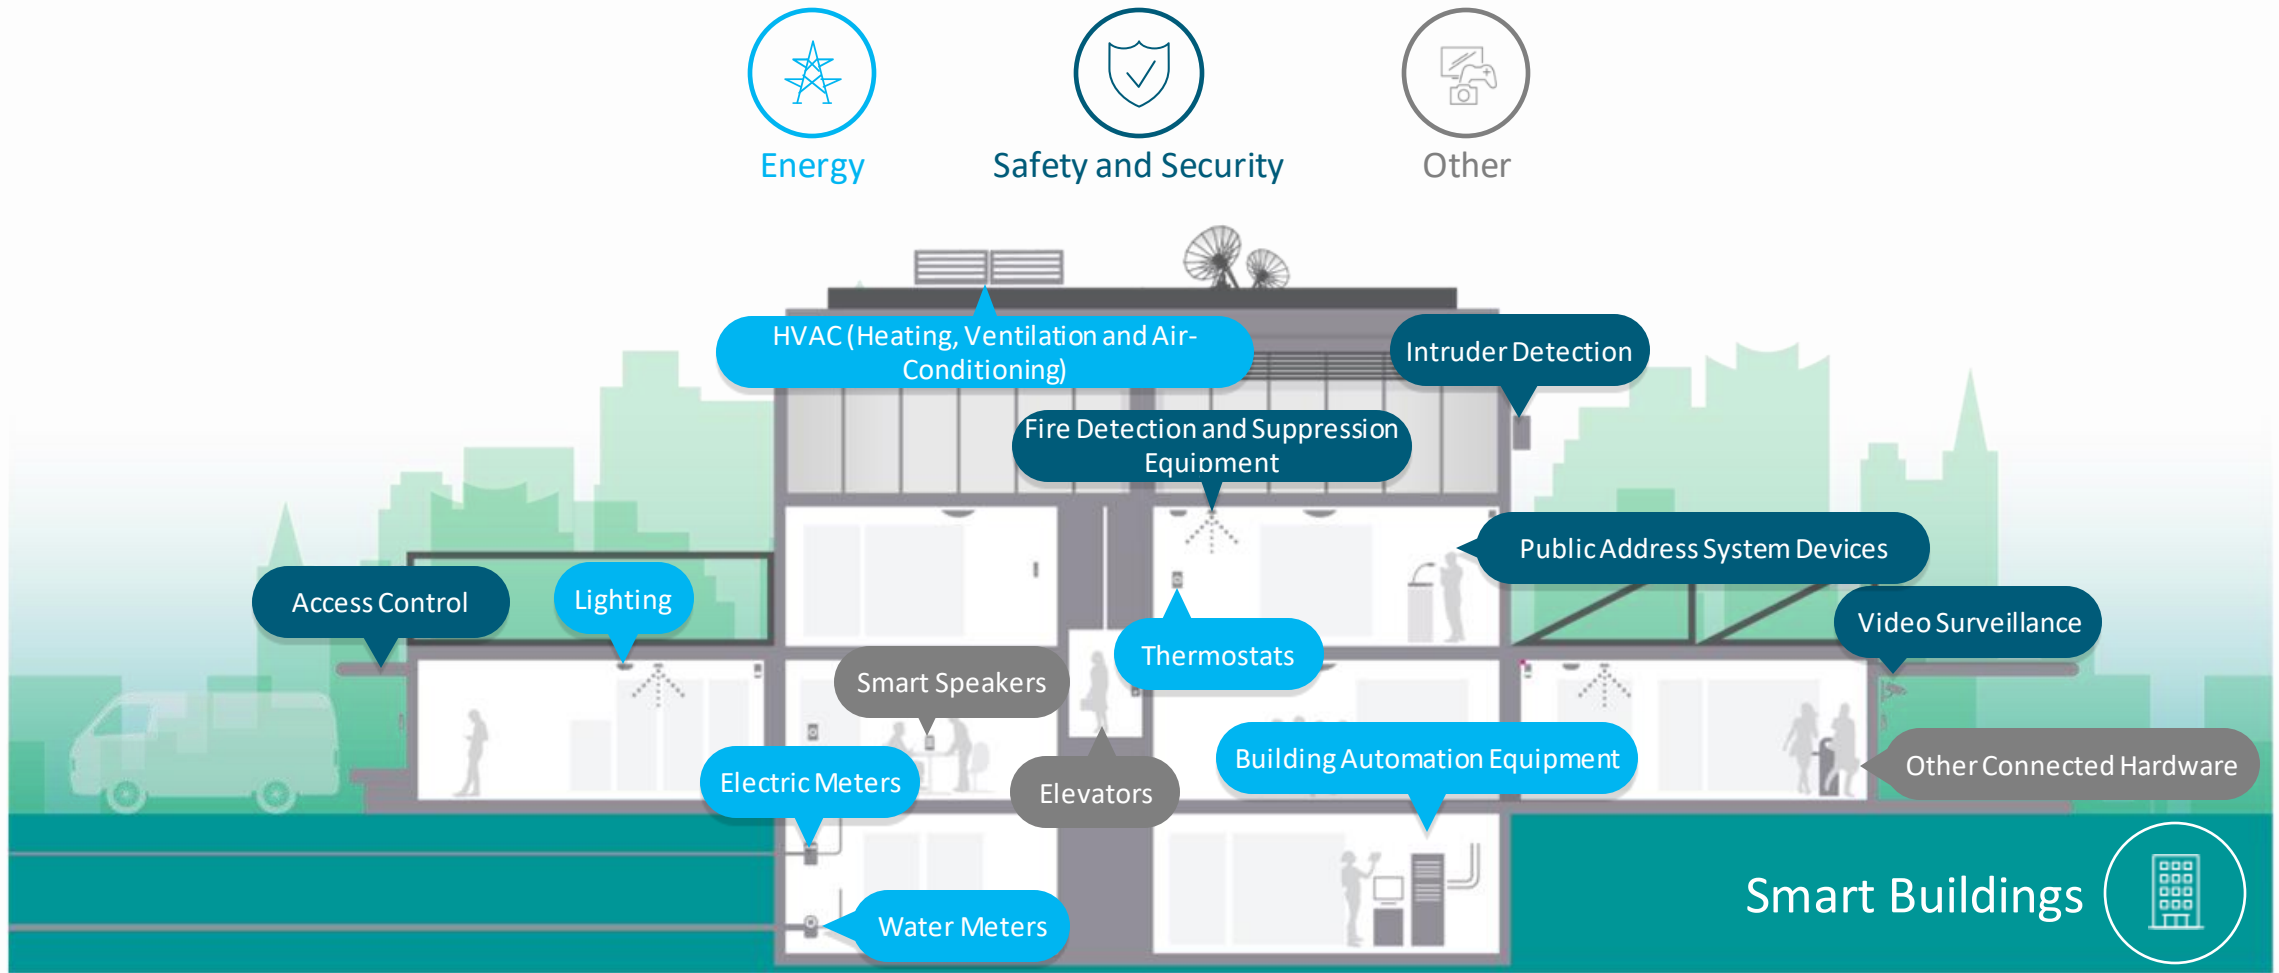 Energy
Safety and Security
Other
HVAC (Heating, Ventilation and Air-
Conditioning)
Intruder Detection
Fire Detection and Suppression
Equipment
Public Address System Devices
Access Control
Lighting
Video Surveillance
Thermostats
Smart Speakers
Building Automation Equipment
Other Connected Hardware
Electric Meters
Elevators
Smart Buildings
Water Meters